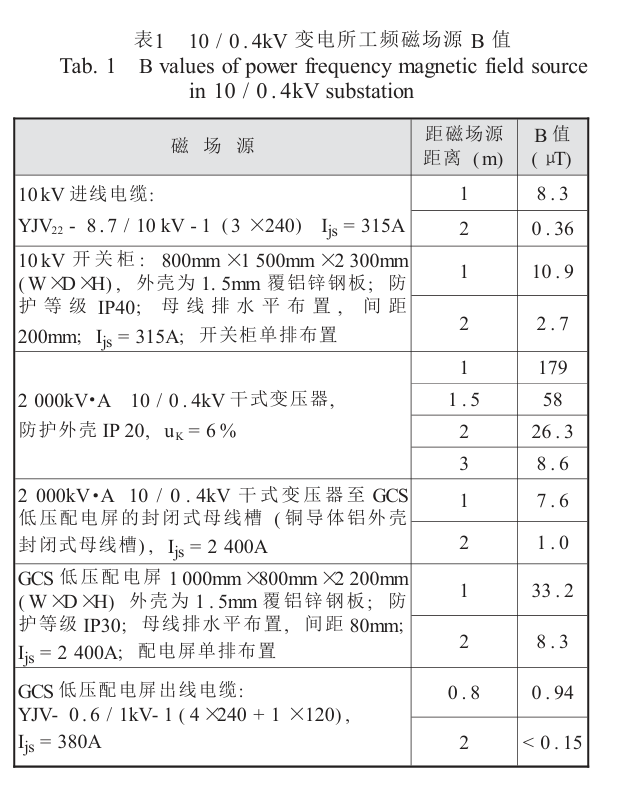 表1 10/0.4kV 变电所工频磁场源 B 值
Tab. 1 B values of power frequency magnetic field source
in 10/0.4kV substation
磁 场 源
距磁场源
距离 (m)
B 值
(μT)
10kV 进线电缆:
YJV22 - 8.7/10 kV - 1 (3 ×240) Ijs = 315A
1 8.3
2 0.36
10kV 开关柜: 800mm ×1 500mm ×2 300mm
(W×D×H), 外壳为 1.5mm 覆铝锌钢板; 防
护等级 IP40; 母线排水平布置, 间距
200mm; Ijs = 315A; 开关柜单排布置
1 10.9
2 2.7
2 000kV·A 10/0.4kV 干式变压器,
防护外壳 IP 20, uK = 6%
1 179
1.5 58
2 26.3
3 8.6
2 000kV·A 10/0.4kV 干式变压器至 GCS
低压配电屏的封闭式母线槽 (铜导体铝外壳
封闭式母线槽), Ijs = 2 400A
1 7.6
2 1.0
GCS 低压配电屏 1 000mm ×800mm ×2 200mm
(W×D×H) 外壳为 1.5mm 覆铝锌钢板; 防
护等级 IP30; 母线排水平布置, 间距 80mm;
Ijs = 2 400A; 配电屏单排布置
1 33.2
2 8.3
GCS 低压配电屏出线电缆:
YJV- 0.6/1kV- 1 (4 ×240 + 1 ×120),
Ijs = 380A
0.8 0.94
2 < 0.15